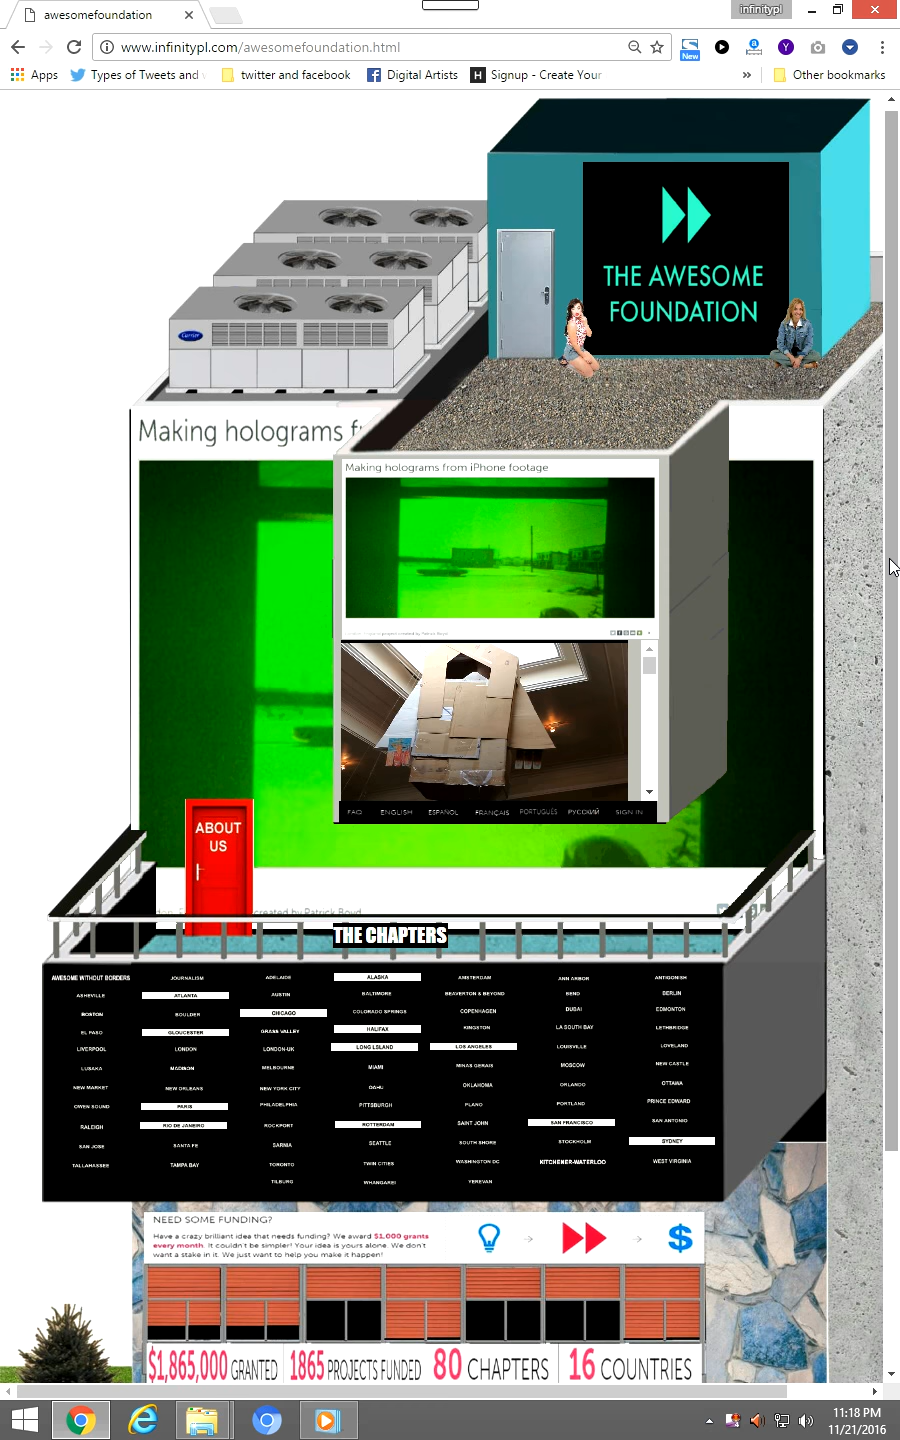 awesomefoundation
infinitypl
www.infinitypl.com/awesomefoundation.html
Apps
Types of Tweets and
twitter and facebook
Digital Artists
Signup - Create Your
Other bookmarks
New
THE AWESOME
FOUNDATION
Carrier
Making holograms f
Making holograms from iPhone footage
FAQ ENGLISH ESPAÑOL FRANÇAIS PORTUGUÊS РУССКИЙ SIGN IN
ABOUT
US
created by Patrick Boyd
THE CHAPTERS
AWESOME WITHOUT BORDERS JOURNALISM ADELAIDE ALASKA AMSTERDAM ANN ARBOR ANTIGONISH
ASHEVILLE ATLANTA AUSTIN BALTIMORE BEAVERTON & BEYOND BEND BERLIN
BOSTON BOULDER CHICAGO COLORADO SPRINGS COPENHAGEN DUBAI EDMONTON
EL PASO GLOUCESTER GRASS VALLEY HALIFAX KINGSTON LA SOUTH BAY LETHBRIDGE
LIVERPOOL LONDON LONDON-UK LONG LSLAND LOS ANGELES LOUISVILLE LOVELAND
LUSAKA MADISON MELBOURNE MIAMI MINAS GERAIS MOSCOW NEW CASTLE
NEW MARKET NEW ORLEANS NEW YORK CITY OAHU OKLAHOMA ORLANDO OTTAWA
OWEN SOUND PARIS PHILADELPHIA PITTSBURGH PLANO PORTLAND PRINCE EDWARD
RALEIGH RIO DE JANEIRO ROCKPORT ROTTERDAM SAINT JOHN SAN FRANCISCO SAN ANTONIO
SAN JOSE SANTA FE SARNIA SEATTLE SOUTH SHORE STOCKHOLM SYDNEY
TALLAHASSEE TAMPA BAY TORONTO TWIN CITIES WASHINGTON DC KITCHENER-WATERLOO WEST VIRGINIA
TILBURG WHANGAREI YEREVAN
NEED SOME FUNDING?
Have a crazy brilliant idea that needs funding? We award $1,000 grants
every month. It couldn't be simpler! Your idea is yours alone. We don't
want a stake in it. We just want to help you make it happen!
$1,865,000 GRANTED 1865 PROJECTS FUNDED 80 CHAPTERS 16 COUNTRIES
11:18 PM
11/21/2016